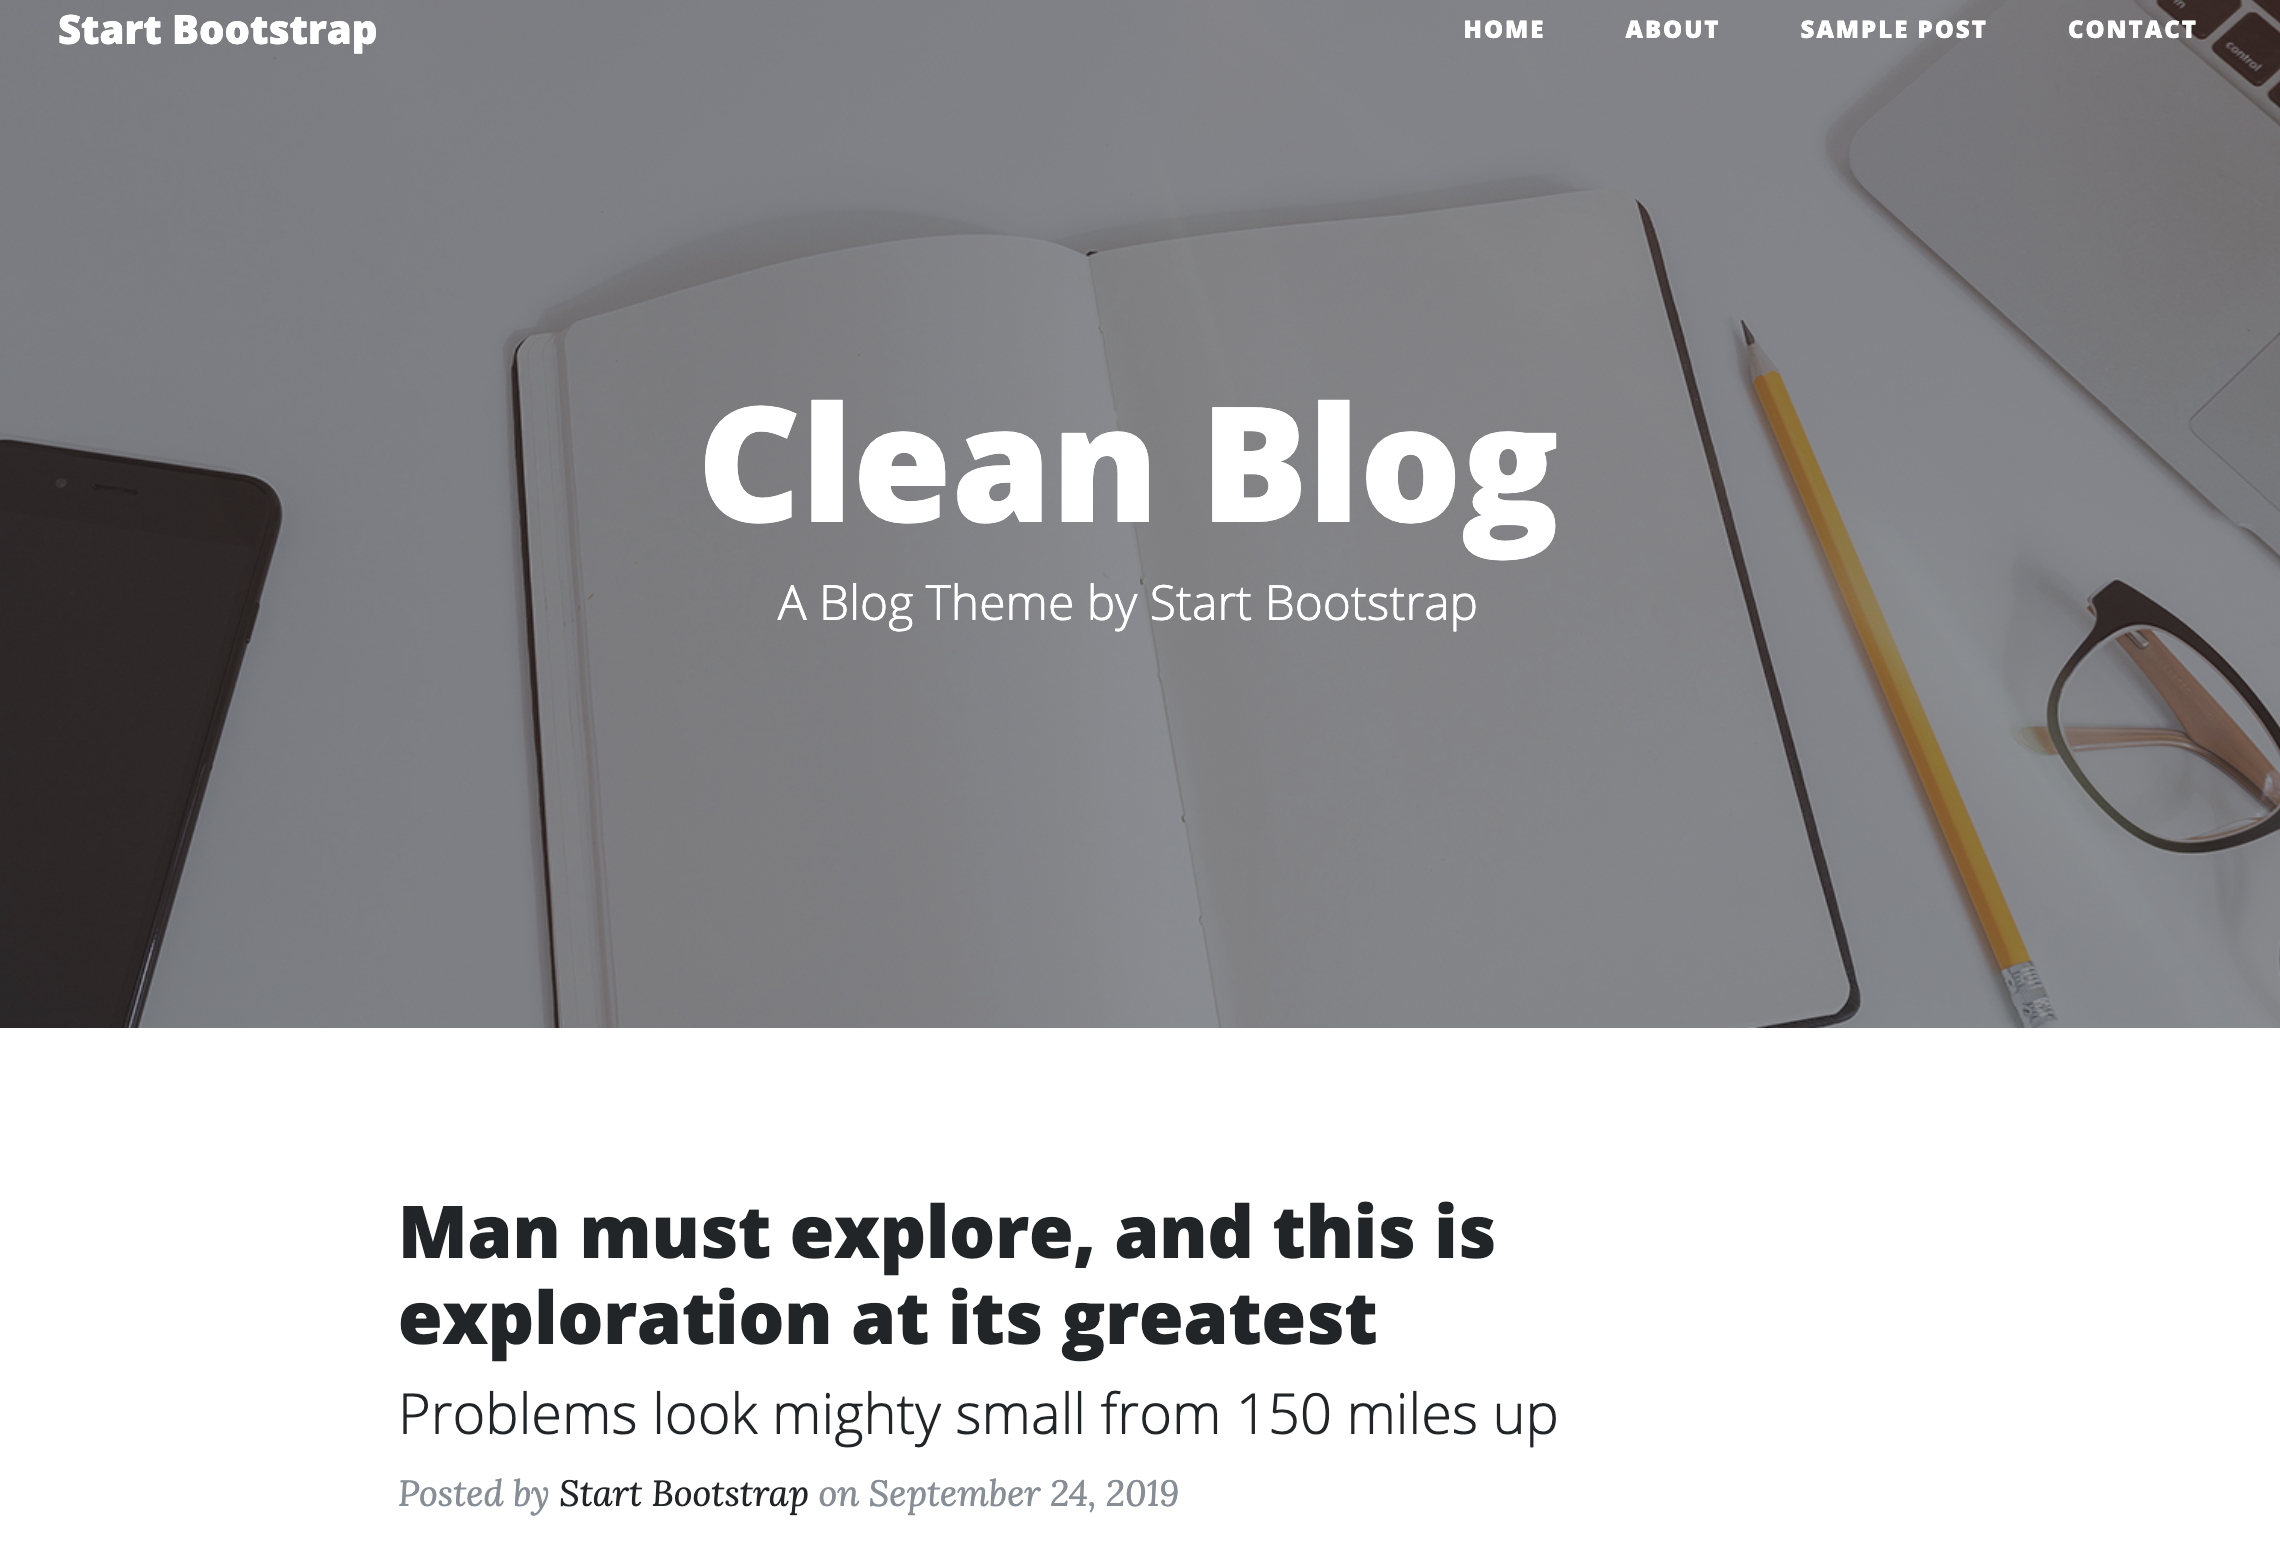 Start Bootstrap
HOME ABOUT SAMPLE POST CONTACT
control
Clean Blog
A Blog Theme by Start Bootstrap
Man must explore, and this is
exploration at its greatest
Problems look mighty small from 150 miles up
Posted by Start Bootstrap on September 24, 2019